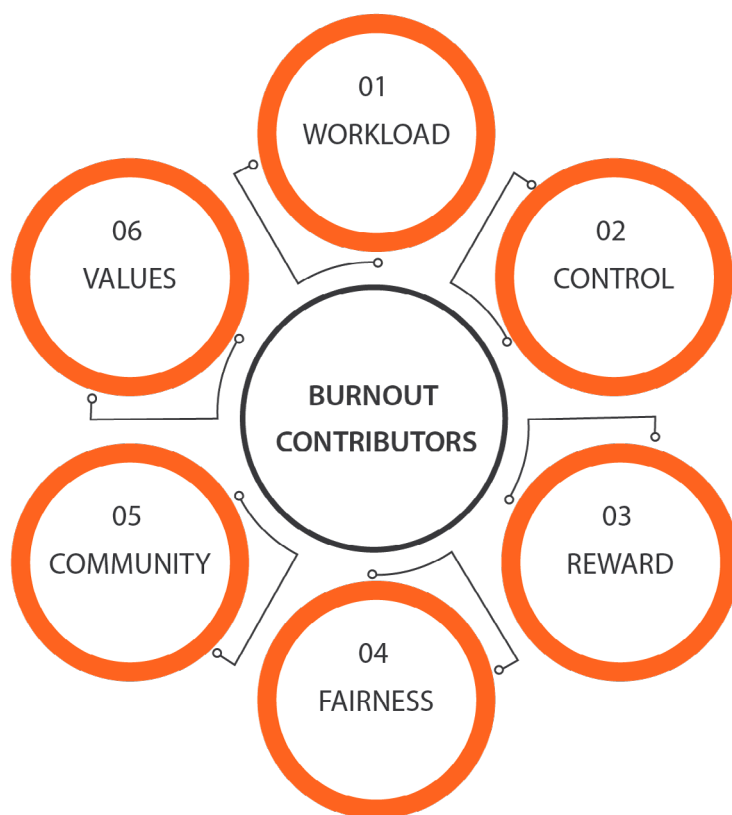 01
WORKLOAD
02
CONTROL
03
REWARD
04
FAIRNESS
05
COMMUNITY
06
VALUES
BURNOUT
CONTRIBUTORS